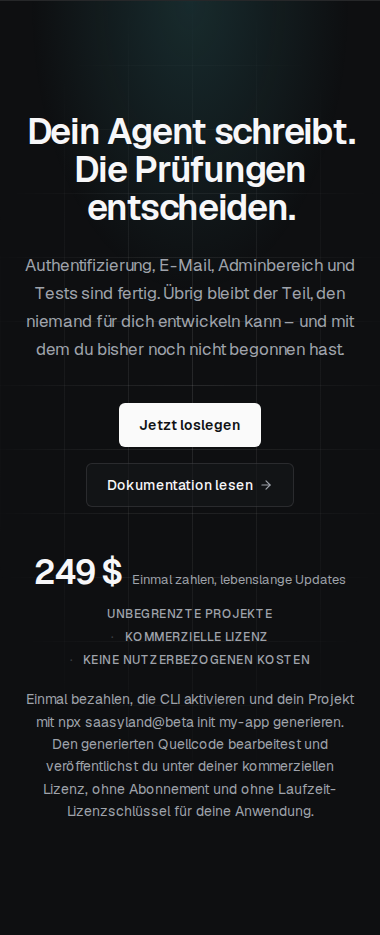 Dein Agent schreibt.
Die Prüfungen
entscheiden.
Authentifizierung, E-Mail, Adminbereich und
Tests sind fertig. Übrig bleibt der Teil, den
niemand für dich entwickeln kann – und mit
dem du bisher noch nicht begonnen hast.
Jetzt loslegen
Dokumentation lesen →
249 $ Einmal zahlen, lebenslange Updates
UNBEGRENZTE PROJEKTE
· KOMMERZIELLE LIZENZ
· KEINE NUTZERBEZOGENEN KOSTEN
Einmal bezahlen, die CLI aktivieren und dein Projekt
mit npx saasyland@beta init my-app generieren.
Den generierten Quellcode bearbeitest und
veröffentlichst du unter deiner kommerziellen
Lizenz, ohne Abonnement und ohne Laufzeit-
Lizenzschlüssel für deine Anwendung.